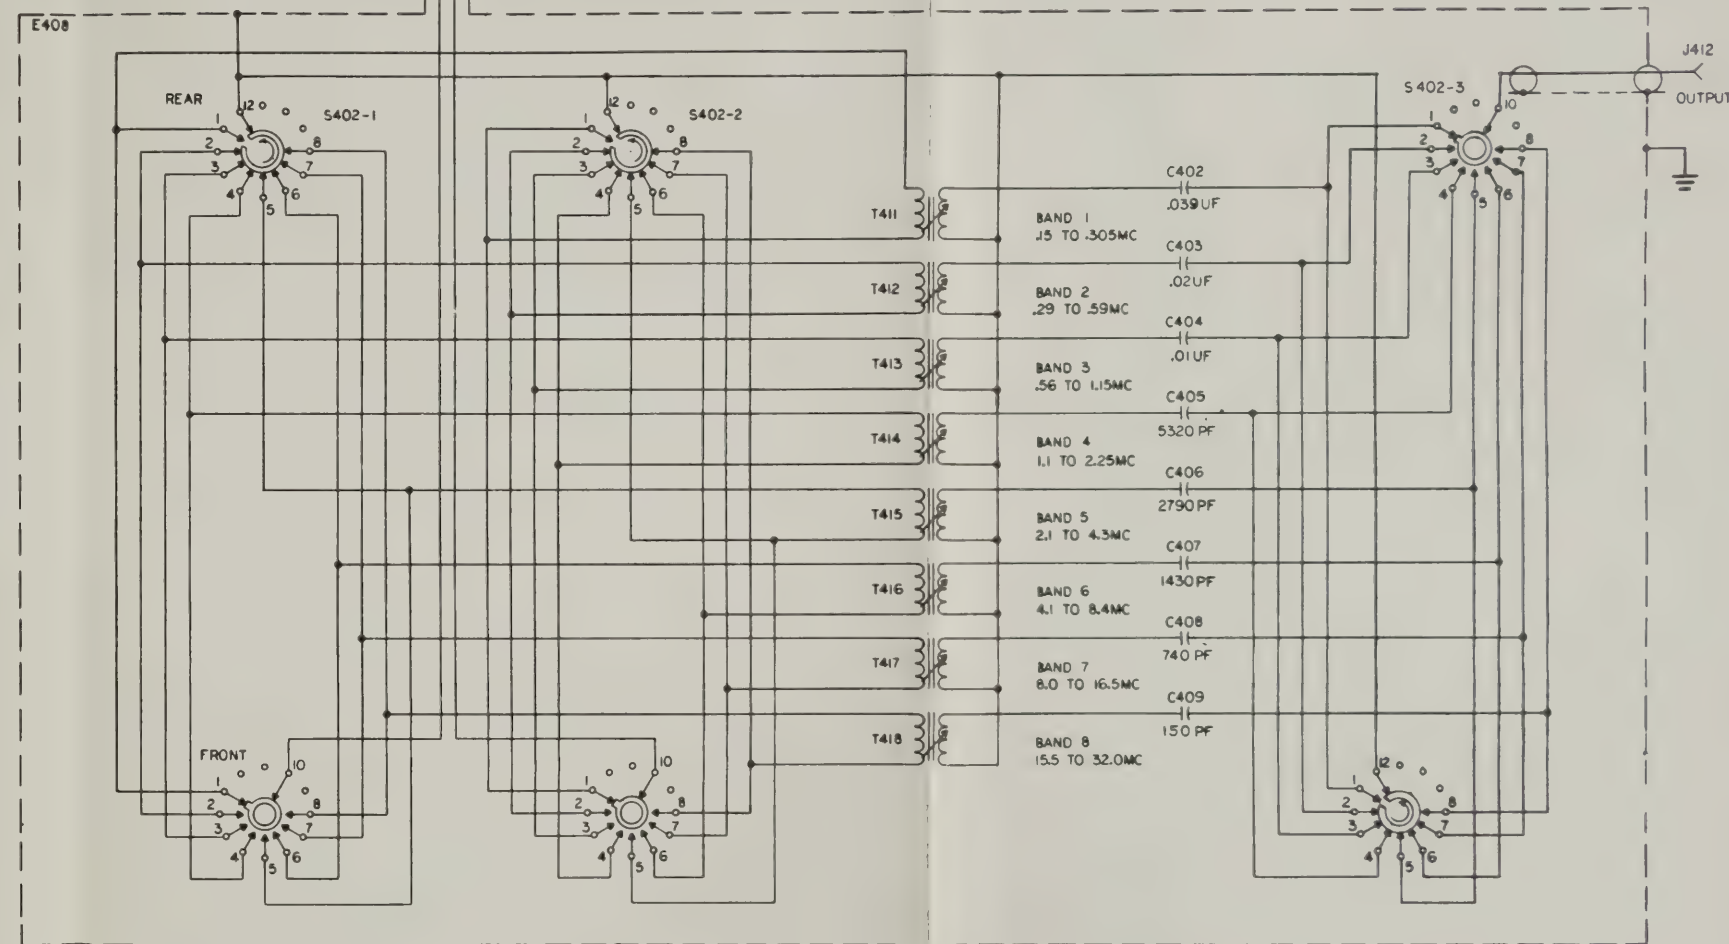 E408
J412
OUTPUT
REAR
S402-1
12
1
2
3
4
5
6
7
8
S402-2
12
1
2
3
4
5
6
7
8
S402-3
10
1
2
3
4
5
6
7
8
T411
BAND 1
.15 TO .305MC
C402
.039UF
T412
BAND 2
.29 TO .59MC
C403
.02UF
T413
BAND 3
.56 TO 1.15MC
C404
.01UF
T414
BAND 4
1.1 TO 2.25MC
C405
5320 PF
T415
BAND 5
2.1 TO 4.3MC
C406
2790 PF
T416
BAND 6
4.1 TO 8.4MC
C407
1430 PF
T417
BAND 7
8.0 TO 16.5MC
C408
740 PF
T418
BAND 8
15.5 TO 32.0MC
C409
150 PF
FRONT
10
1
2
3
4
5
6
7
8
10
1
2
3
4
5
6
7
8
12
1
2
3
4
5
6
7
8